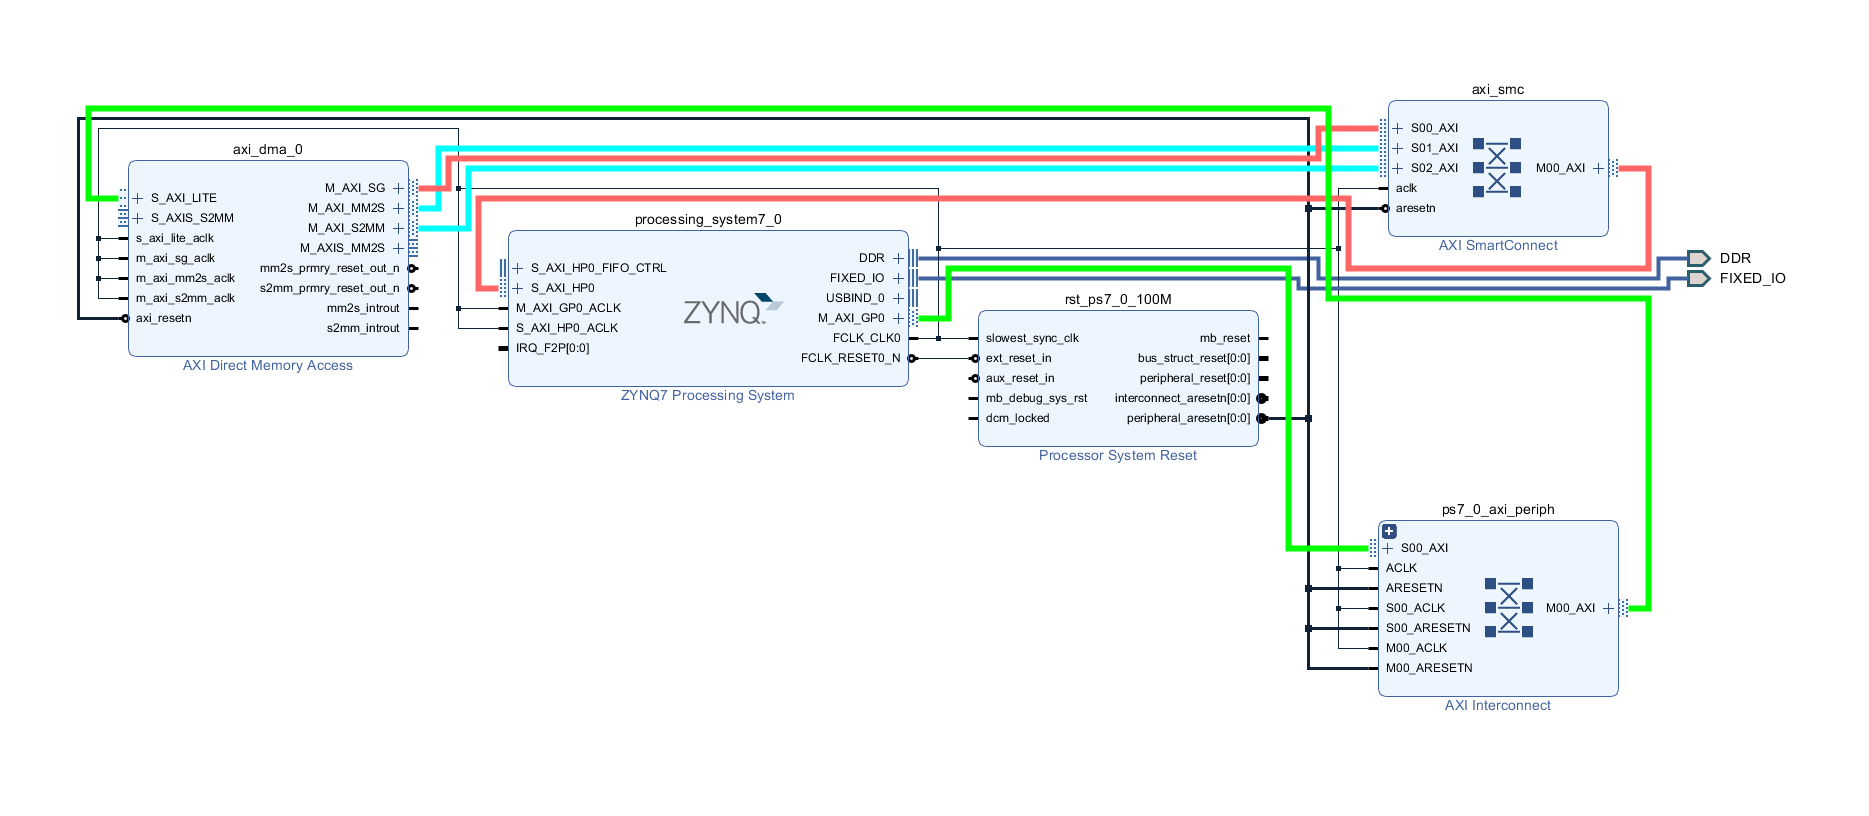 axi_dma_0
S_AXI_LITE
S_AXIS_S2MM
s_axi_lite_aclk
m_axi_sg_aclk
m_axi_mm2s_aclk
m_axi_s2mm_aclk
axi_resetn
M_AXI_SG
M_AXI_MM2S
M_AXI_S2MM
M_AXIS_MM2S
mm2s_prmry_reset_out_n
s2mm_prmry_reset_out_n
mm2s_introut
s2mm_introut
AXI Direct Memory Access
processing_system7_0
S_AXI_HP0_FIFO_CTRL
S_AXI_HP0
M_AXI_GP0_ACLK
S_AXI_HP0_ACLK
IRQ_F2P[0:0]
ZYNQ
DDR
FIXED_IO
USBIND_0
M_AXI_GP0
FCLK_CLK0
FCLK_RESET0_N
ZYNQ7 Processing System
rst_ps7_0_100M
slowest_sync_clk
ext_reset_in
aux_reset_in
mb_debug_sys_rst
dcm_locked
mb_reset
bus_struct_reset[0:0]
peripheral_reset[0:0]
interconnect_aresetn[0:0]
peripheral_aresetn[0:0]
Processor System Reset
axi_smc
S00_AXI
S01_AXI
S02_AXI
aclk
aresetn
M00_AXI
AXI SmartConnect
DDR
FIXED_IO
ps7_0_axi_periph
S00_AXI
ACLK
ARESETN
S00_ACLK
S00_ARESETN
M00_ACLK
M00_ARESETN
M00_AXI
AXI Interconnect